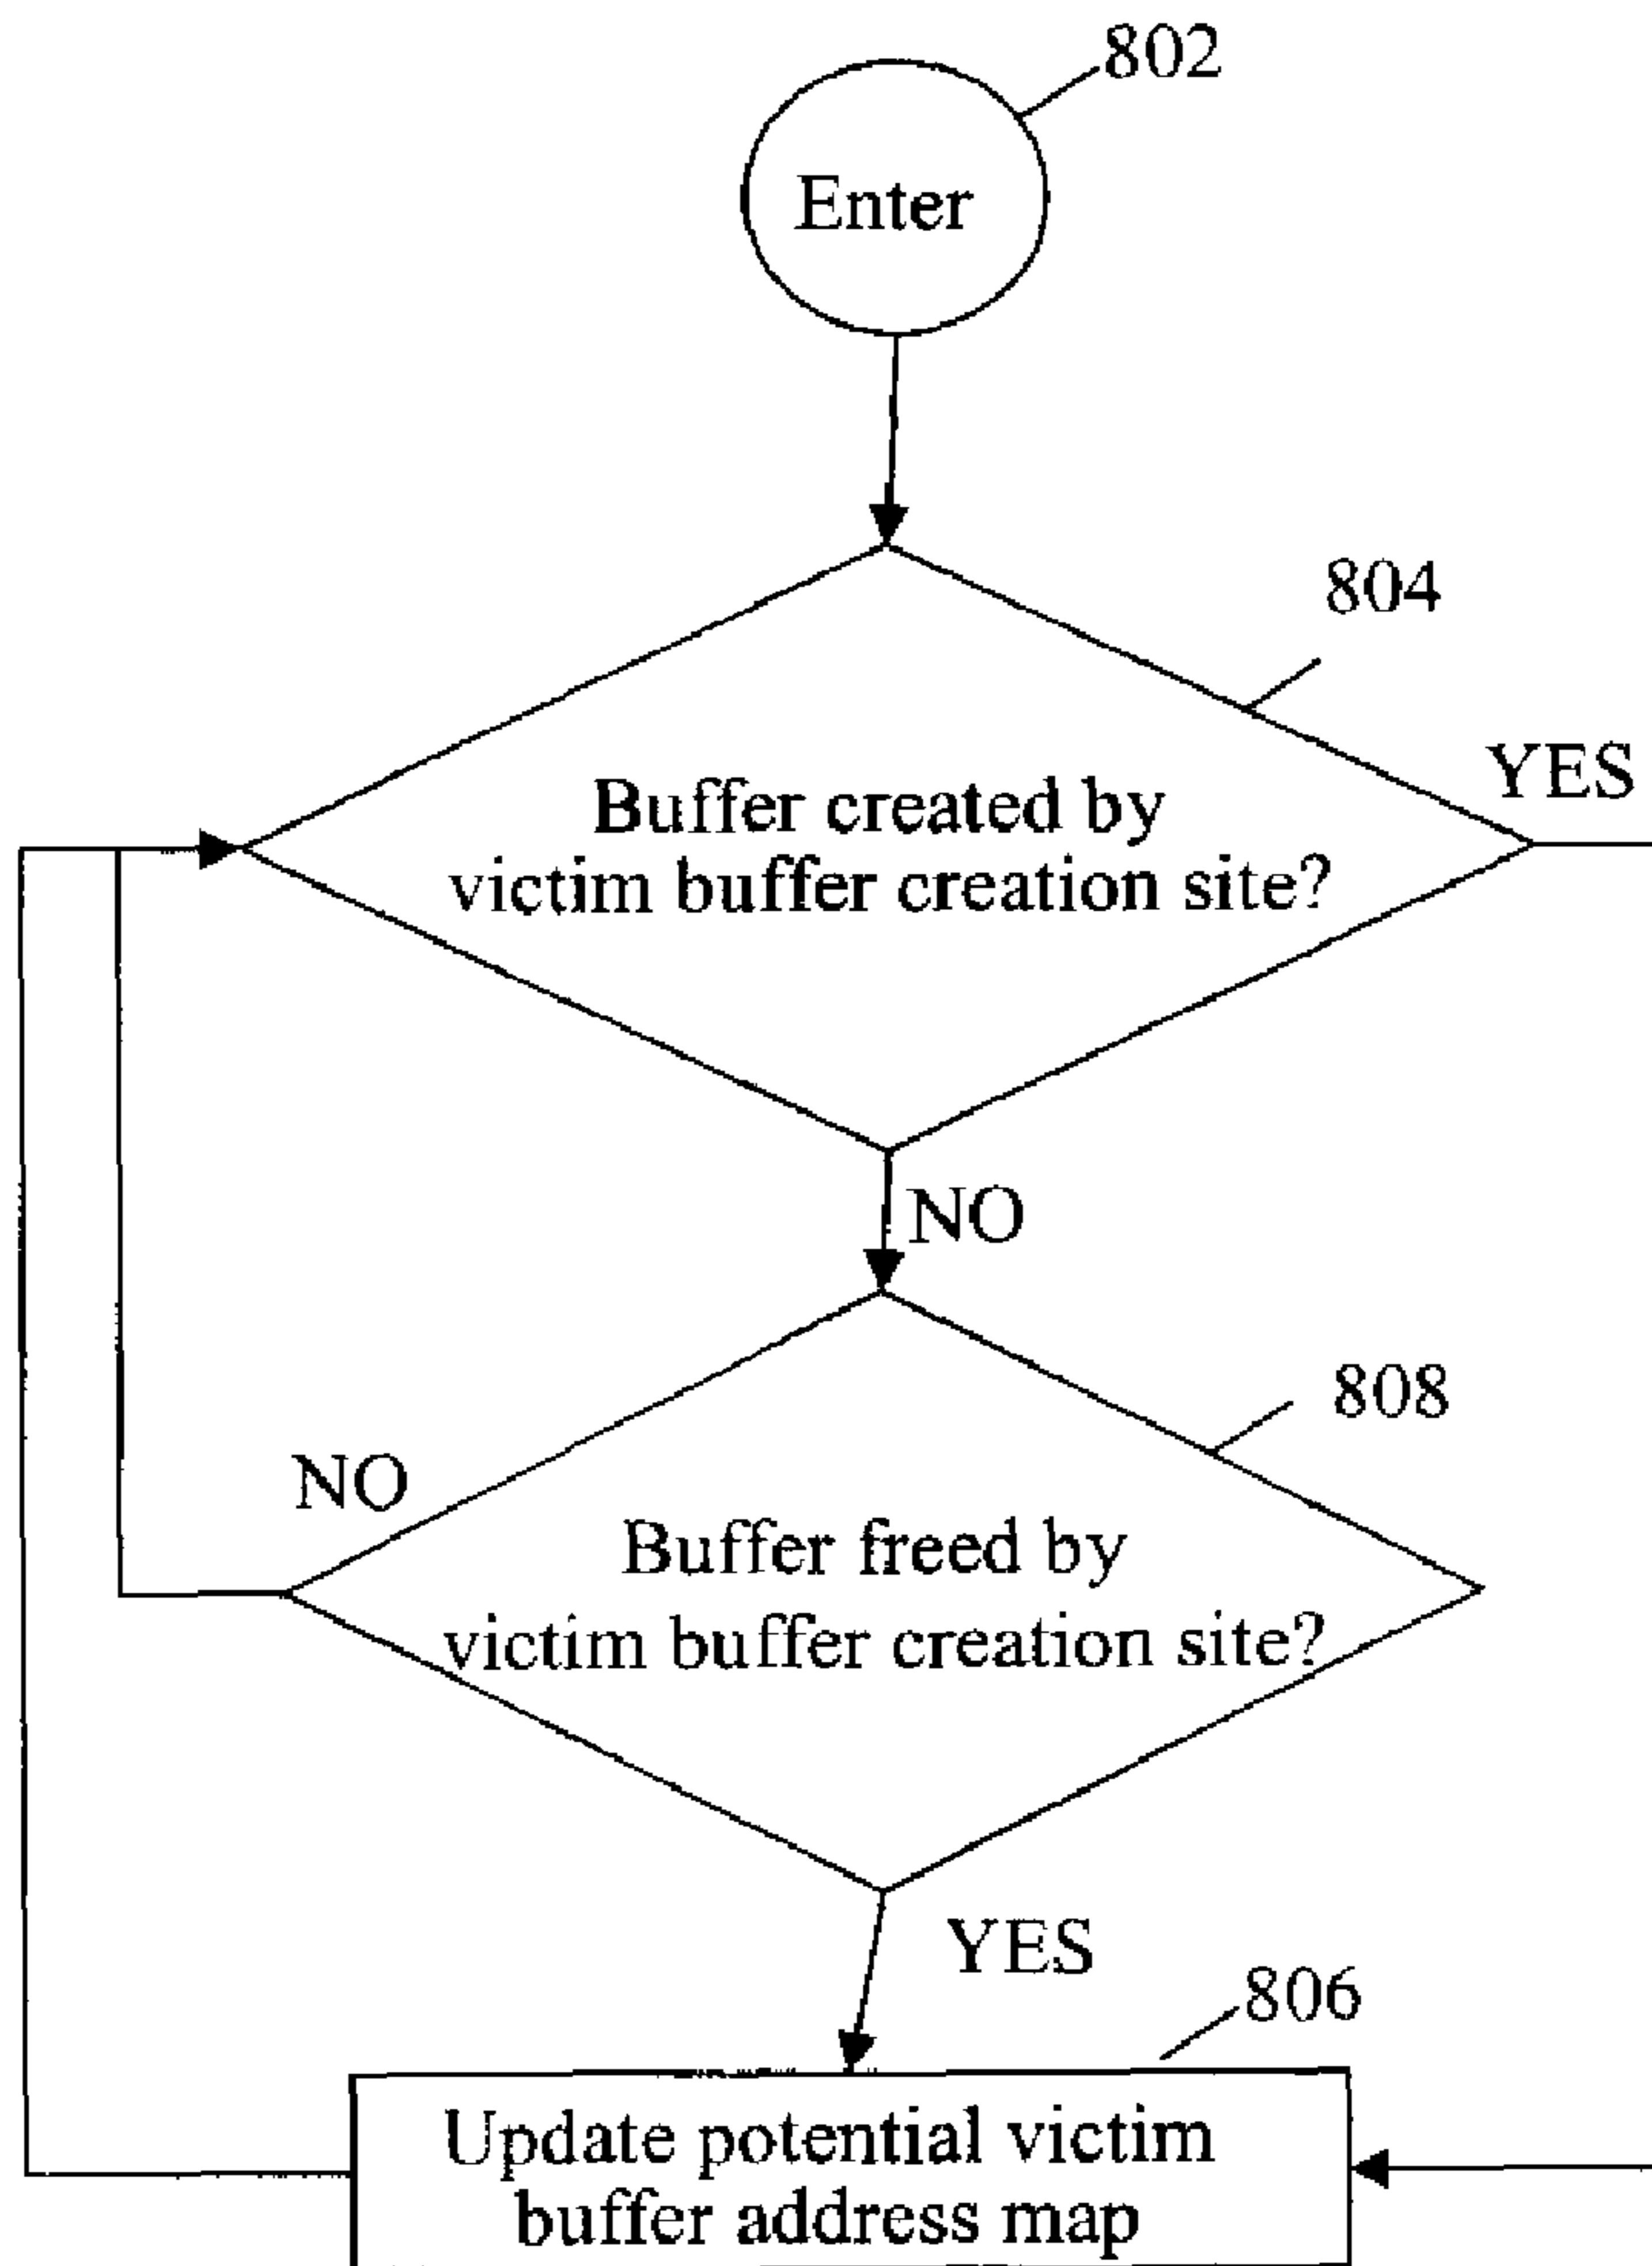 802
Enter
804
YES
Buffer created by
victim buffer creation site?
NO
808
NO
Buffer freed by
victim buffer creation site?
YES
806
Update potential victim
buffer address map